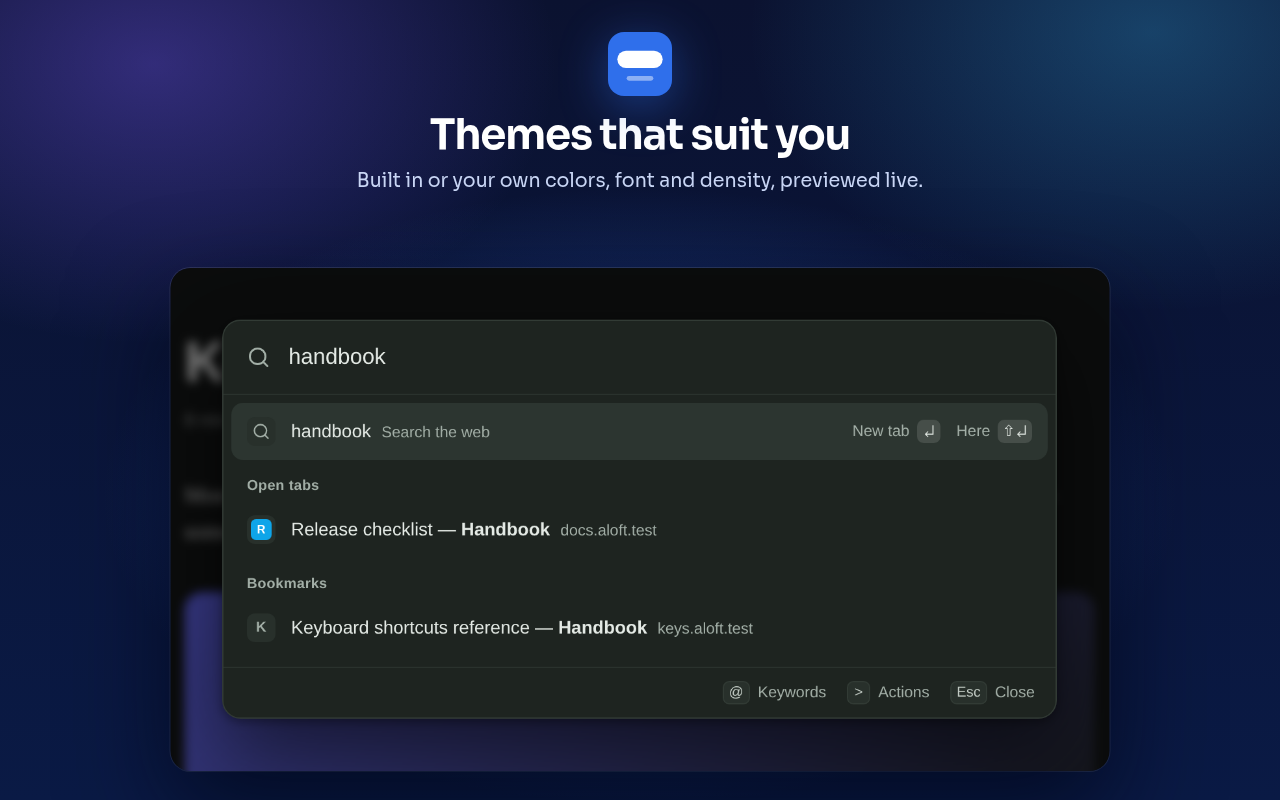 Themes that suit you
Built in or your own colors, font and density, previewed live.
handbook
handbook Search the web New tab ↵ Here ⇧↵
Open tabs
R Release checklist — Handbook docs.aloft.test
Bookmarks
K Keyboard shortcuts reference — Handbook keys.aloft.test
@ Keywords > Actions Esc Close